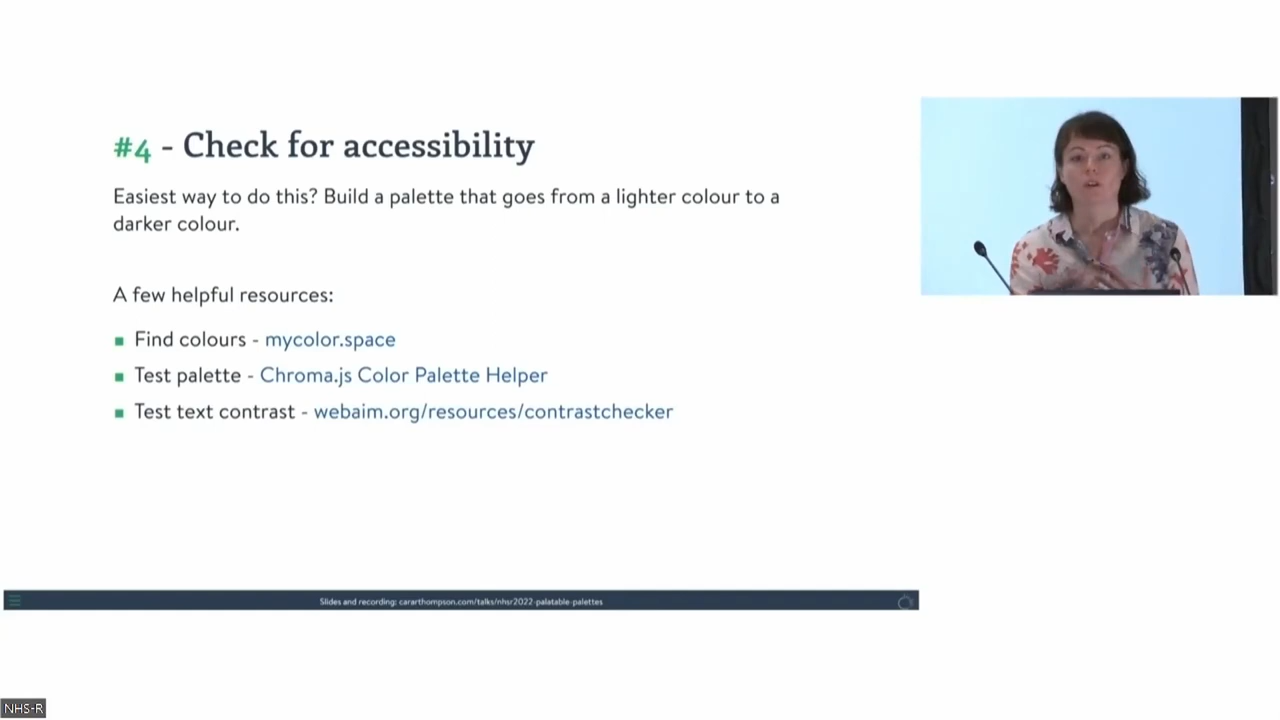 #4 - Check for accessibility
Easiest way to do this? Build a palette that goes from a lighter colour to a
darker colour.
A few helpful resources:
Find colours - mycolor.space
Test palette - Chroma.js Color Palette Helper
Test text contrast - webaim.org/resources/contrastchecker
Slides and recording: cararthompson.com/talks/nhsr2022-palatable-palettes
NHS-R